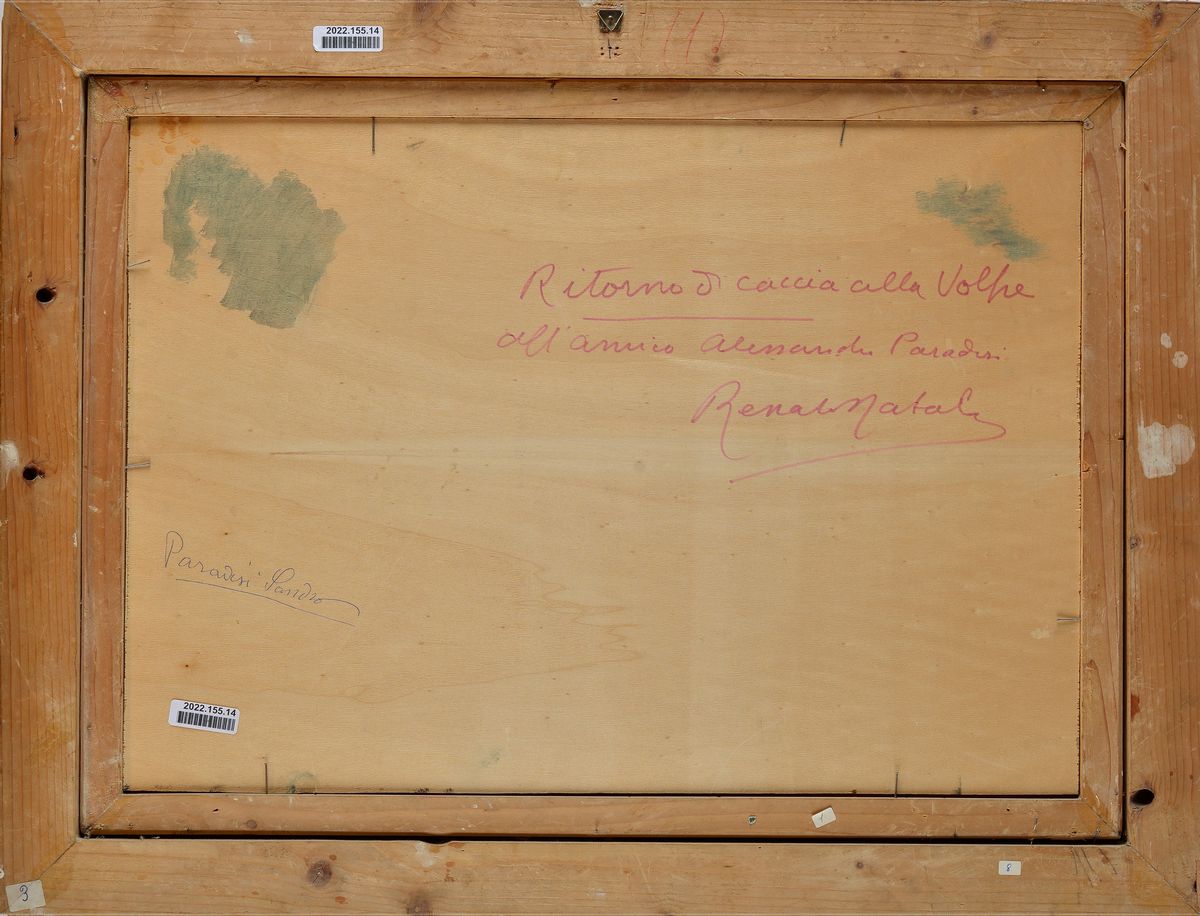 2022.155.14
Ritorno di caccia alla Volpe
all'amico Alessandro Paradisi
Renato Natali
Paradisi Sandro
2022.155.14
3
8